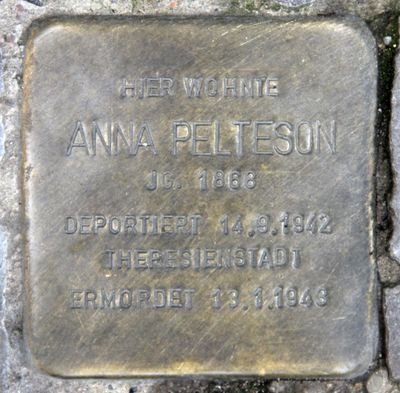 HIER WOHNTE
ANNA PELTESON
JG. 1868
DEPORTIERT 14.9.1942
THERESIENSTADT
ERMORDET 13.1.1943